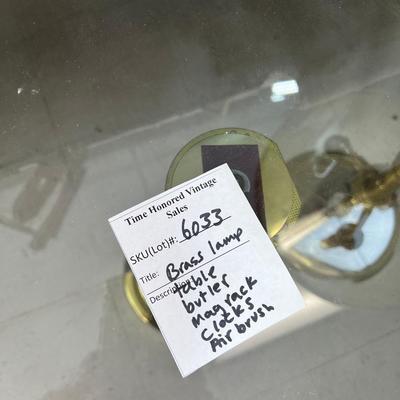 Time Honored Vintage
Sales
SKU(Lot)#: 6033
Title: Brass lamp
Description: table
butler
mag rack
clocks
Air brush